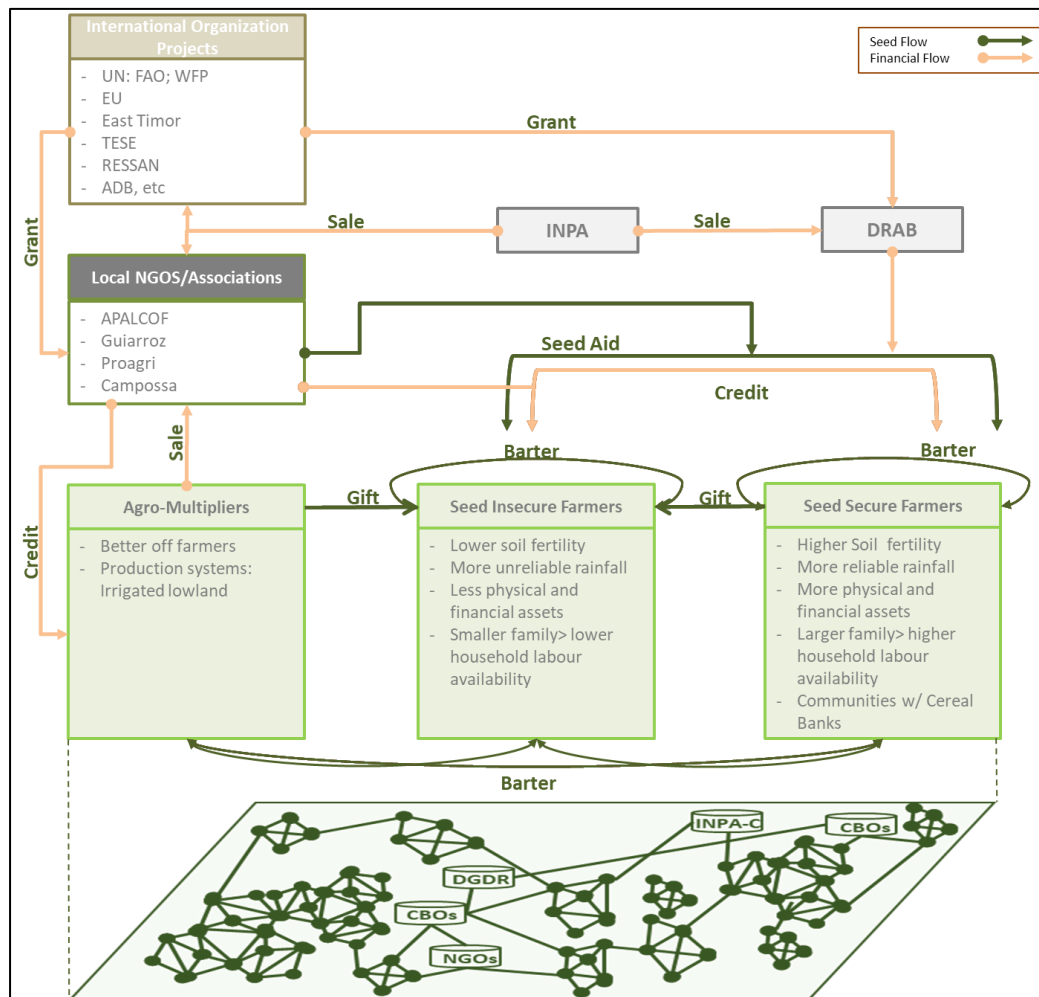 International Organization
Projects
- UN: FAO; WFP
- EU
- East Timor
- TESE
- RESSAN
- ADB, etc
Seed Flow
Financial Flow
Grant
Grant
Sale
INPA
Sale
DRAB
Local NGOS/Associations
- APALCOF
- Guiarroz
- Proagri
- Campossa
Seed Aid
Credit
Sale
Barter
Barter
Credit
Agro-Multipliers
- Better off farmers
- Production systems:
Irrigated lowland
Gift
Seed Insecure Farmers
- Lower soil fertility
- More unreliable rainfall
- Less physical and
financial assets
- Smaller family> lower
household labour
availability
Gift
Seed Secure Farmers
- Higher Soil fertility
- More reliable rainfall
- More physical and
financial assets
- Larger family> higher
household labour
availability
- Communities w/ Cereal
Banks
Barter
INPA-C
CBOs
DGDR
CBOs
NGOs